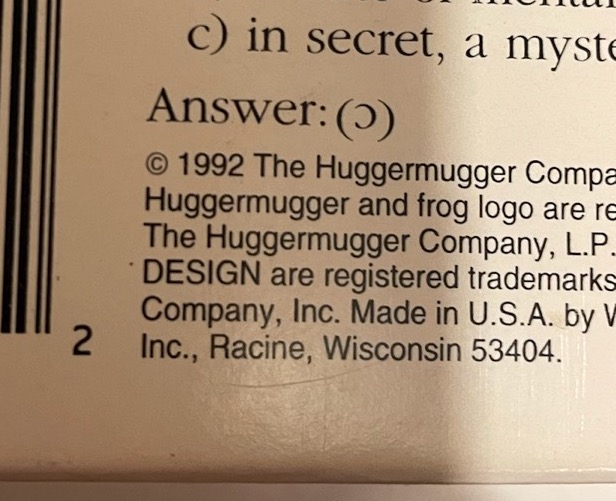 c) in secret, a myste
Answer: (ɔ)
© 1992 The Huggermugger Compa
Huggermugger and frog logo are re
The Huggermugger Company, L.P.
DESIGN are registered trademarks
Company, Inc. Made in U.S.A. by W
2 Inc., Racine, Wisconsin 53404.